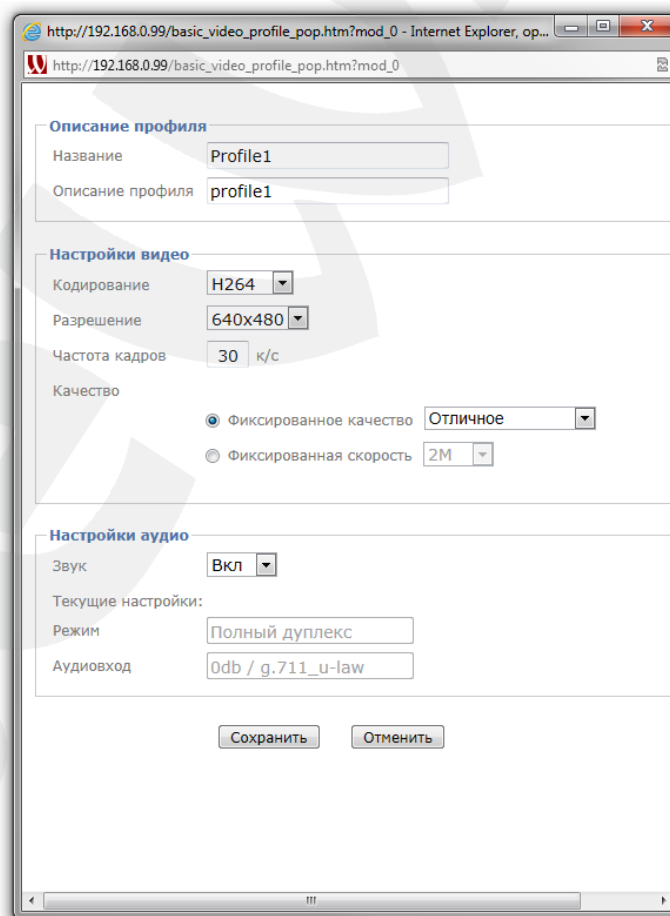 http://192.168.0.99/basic_video_profile_pop.htm?mod_0 - Internet Explorer, op...
http://192.168.0.99/basic_video_profile_pop.htm?mod_0
Описание профиля
Название Profile1
Описание профиля profile1
Настройки видео
Кодирование H264
Разрешение 640x480
Частота кадров 30 к/с
Качество
Фиксированное качество Отличное
Фиксированная скорость 2M
Настройки аудио
Звук Вкл
Текущие настройки:
Режим Полный дуплекс
Аудиовход 0db / g.711_u-law
Сохранить Отменить